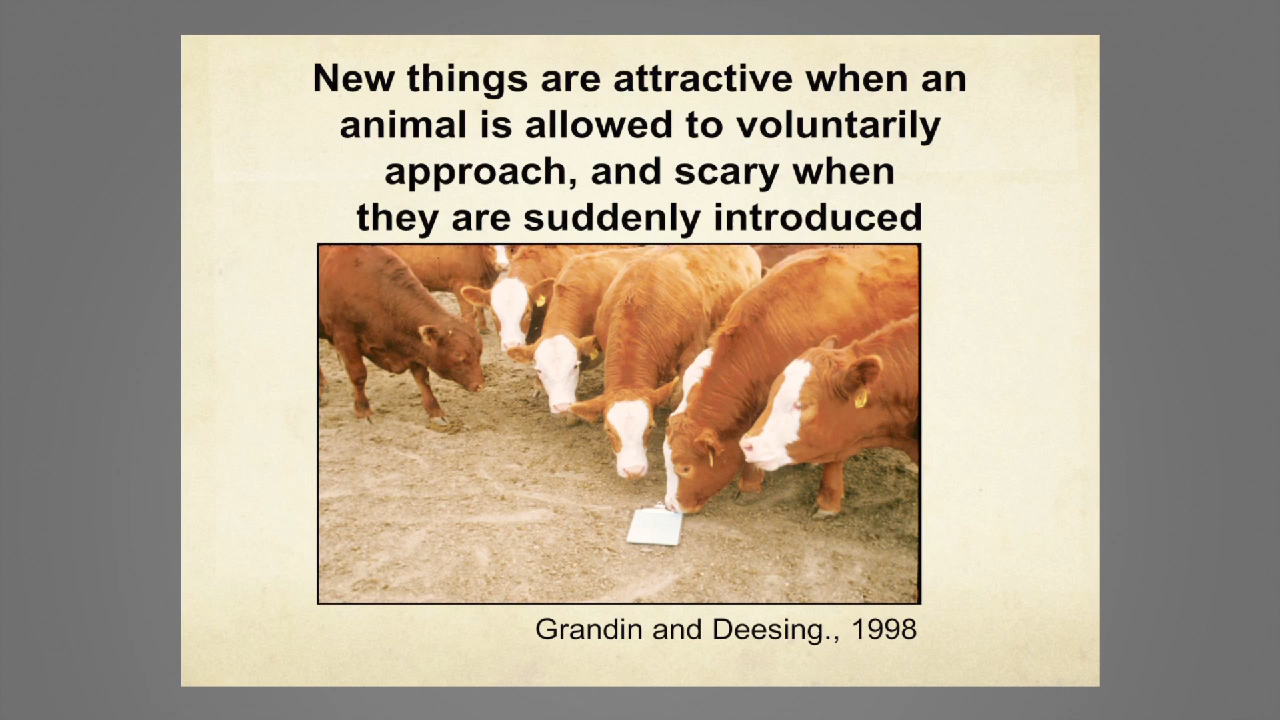 New things are attractive when an
animal is allowed to voluntarily
approach, and scary when
they are suddenly introduced
Grandin and Deesing., 1998